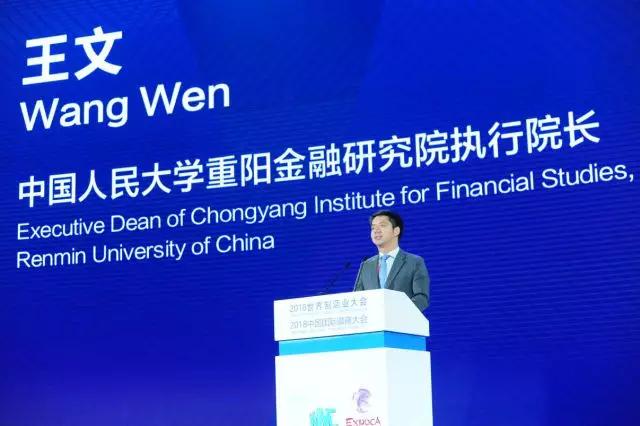 王文
Wang Wen
中国人民大学重阳金融研究院执行院长
Executive Dean of Chongyang Institute for Financial Studies,
Renmin University of China
2018世界制造业大会
2018中国国际徽商大会
EXPOCA